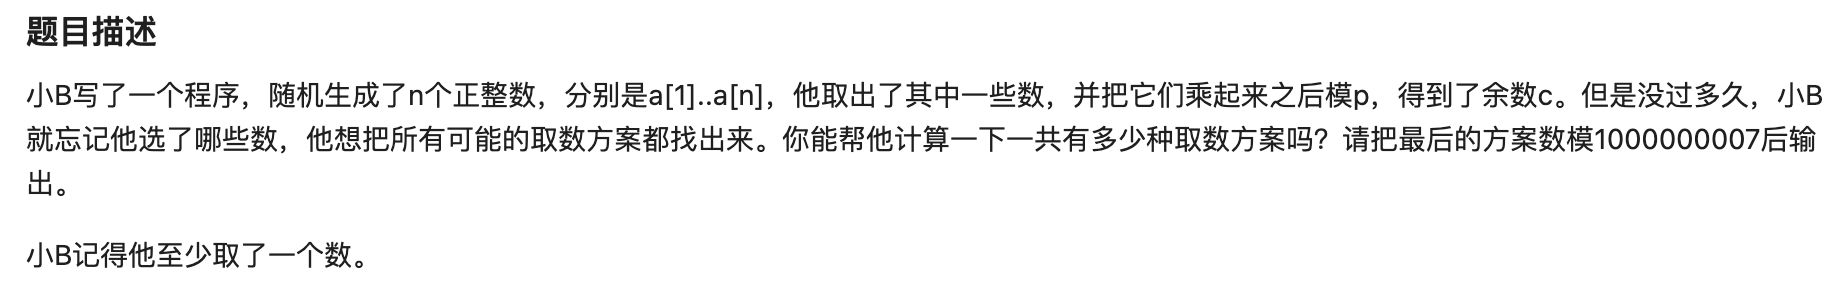 题目描述
小B写了一个程序，随机生成了n个正整数，分别是a[1]..a[n]，他取出了其中一些数，并把它们乘起来之后模p，得到了余数c。但是没过多久，小B
就忘记他选了哪些数，他想把所有可能的取数方案都找出来。你能帮他计算一下一共有多少种取数方案吗？请把最后的方案数模1000000007后输
出。
小B记得他至少取了一个数。